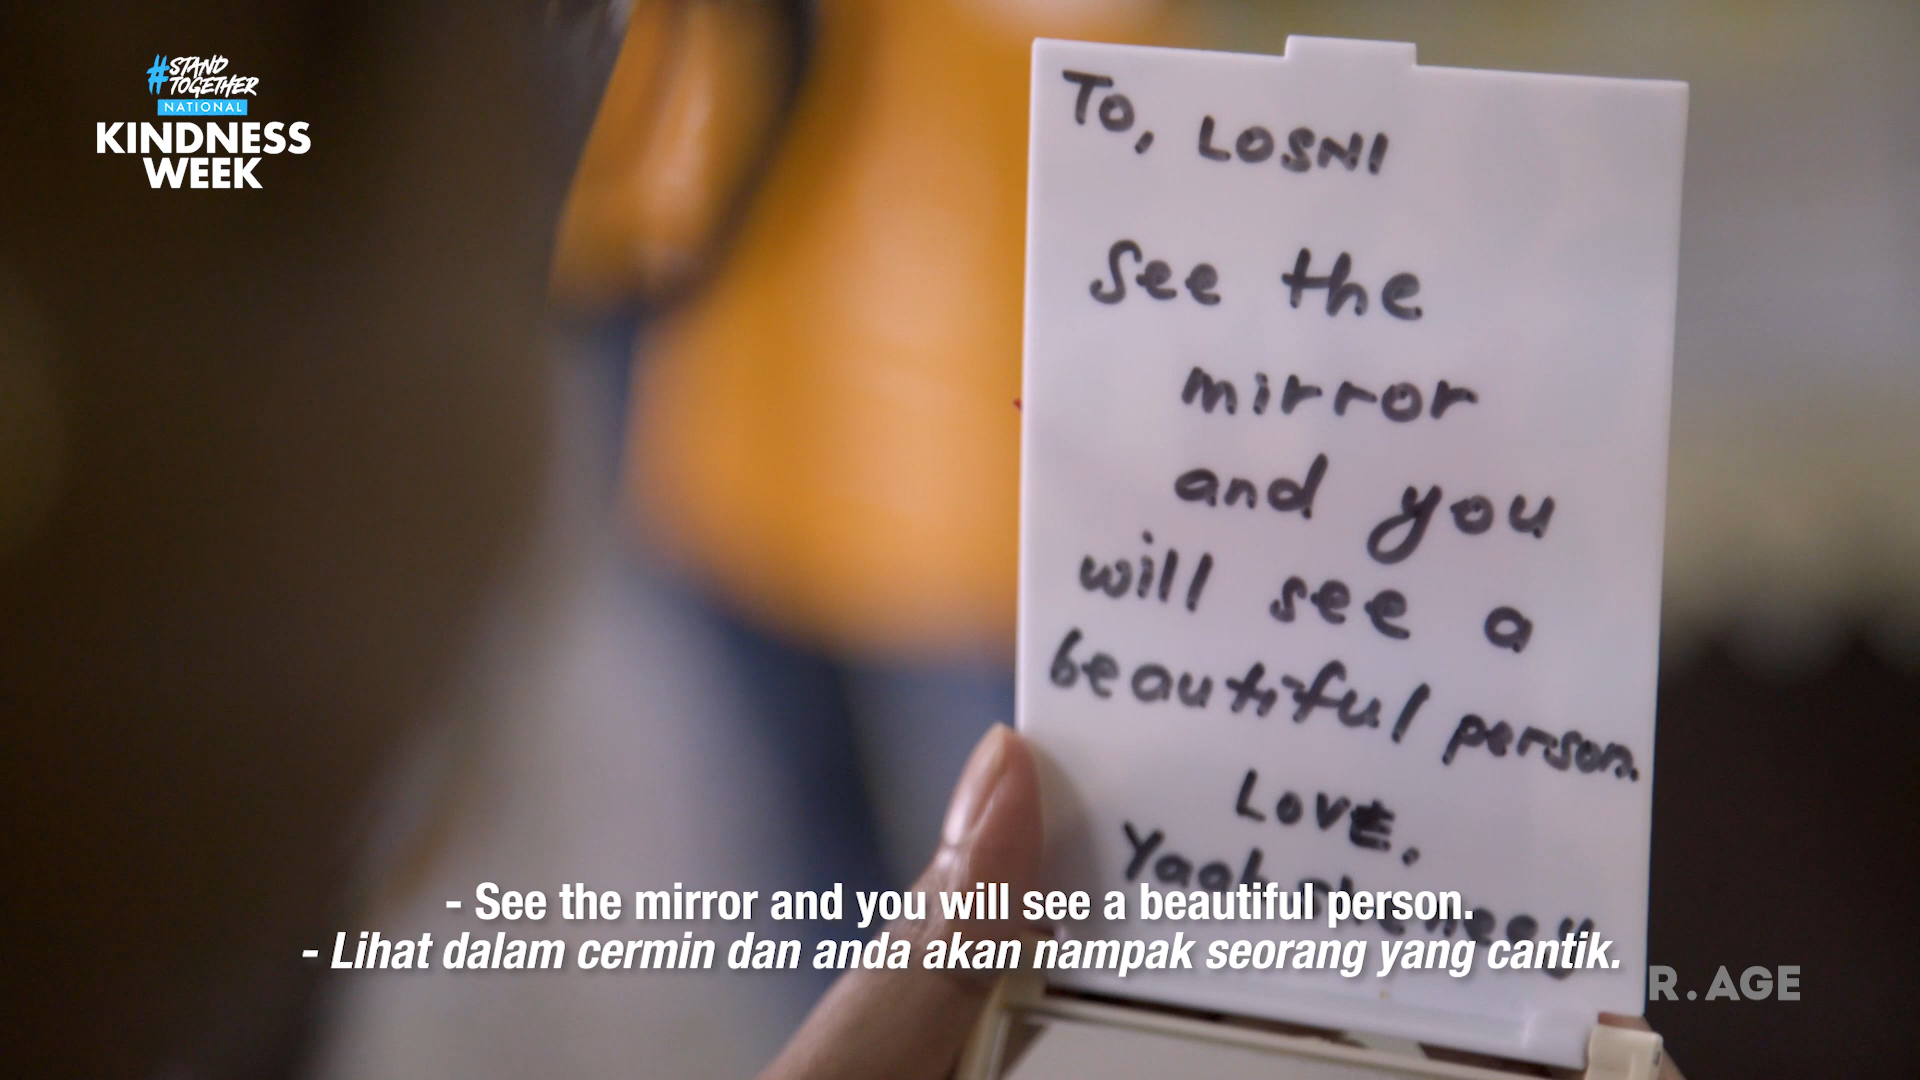 #STAND
TOGETHER
NATIONAL
KINDNESS
WEEK
TO, LOSNI
See the
mirror
and you
will see a
beautiful person.
LOVE,
- See the mirror and you will see a beautiful person.
- Lihat dalam cermin dan anda akan nampak seorang yang cantik.
R.AGE